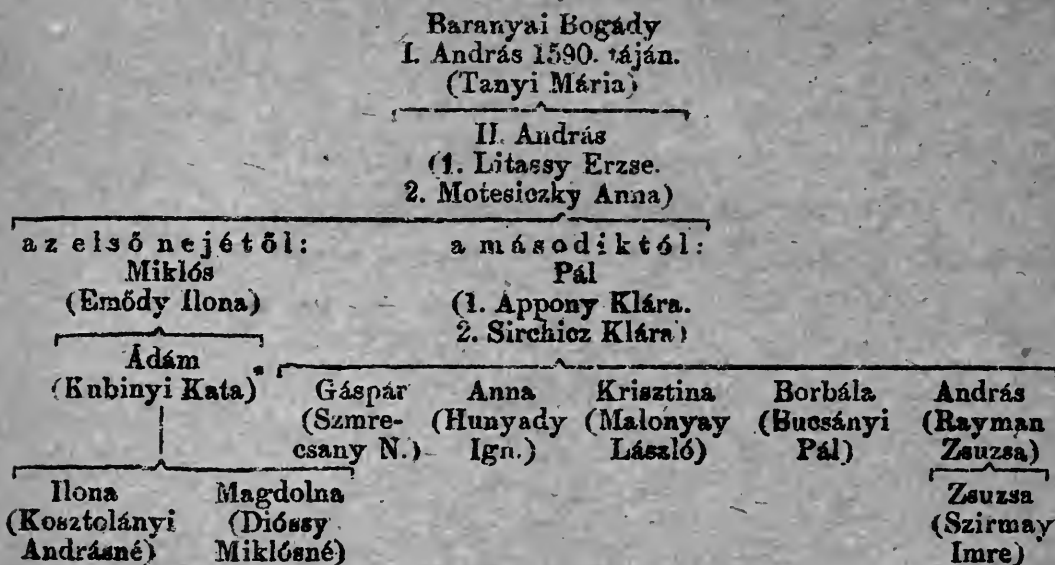 Baranyai Bogády
I. András 1590. táján.
(Tanyi Mária)
II. András
(1. Litassy Erzse.
2. Motesiczky Anna)
az első nejétől:
Miklós
(Emődy Ilona)
a másodiktól:
Pál
(1. Appony Klára.
2. Sirchicz Klára)
Ádám
(Kubinyi Kata)
Gáspár
(Szmre-
csany N.)
Anna
(Hunyady
Ign.)
Krisztina
(Malonyay
László)
Borbála
(Bucsányi
Pál)
András
(Rayman
Zsuzsa)
Ilona
(Kosztolányi
Andrásné)
Magdolna
(Dióssy
Miklósné)
Zsuzsa
(Szirmay
Imre)